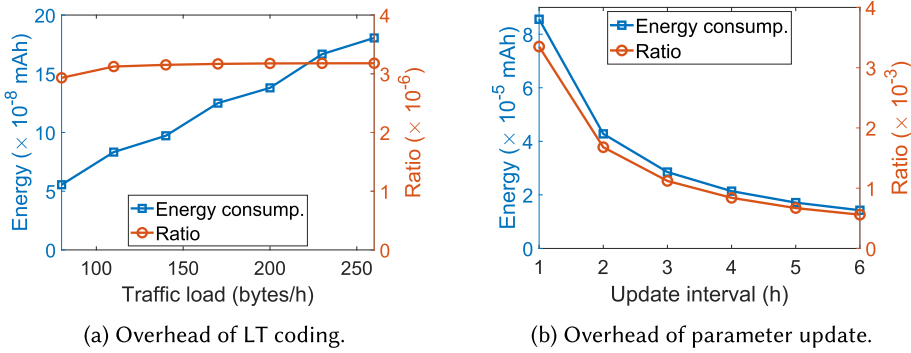 20
15
10
5
0
Energy (× 10-8 mAh)
4
3
2
1
0
Ratio (× 10-6)
Energy consump.
Ratio
100
150
200
250
Traffic load (bytes/h)
(a) Overhead of LT coding.
8
6
4
2
0
Energy (× 10-5 mAh)
4
3
2
1
0
Ratio (× 10-3)
Energy consump.
Ratio
1
2
3
4
5
6
Update interval (h)
(b) Overhead of parameter update.